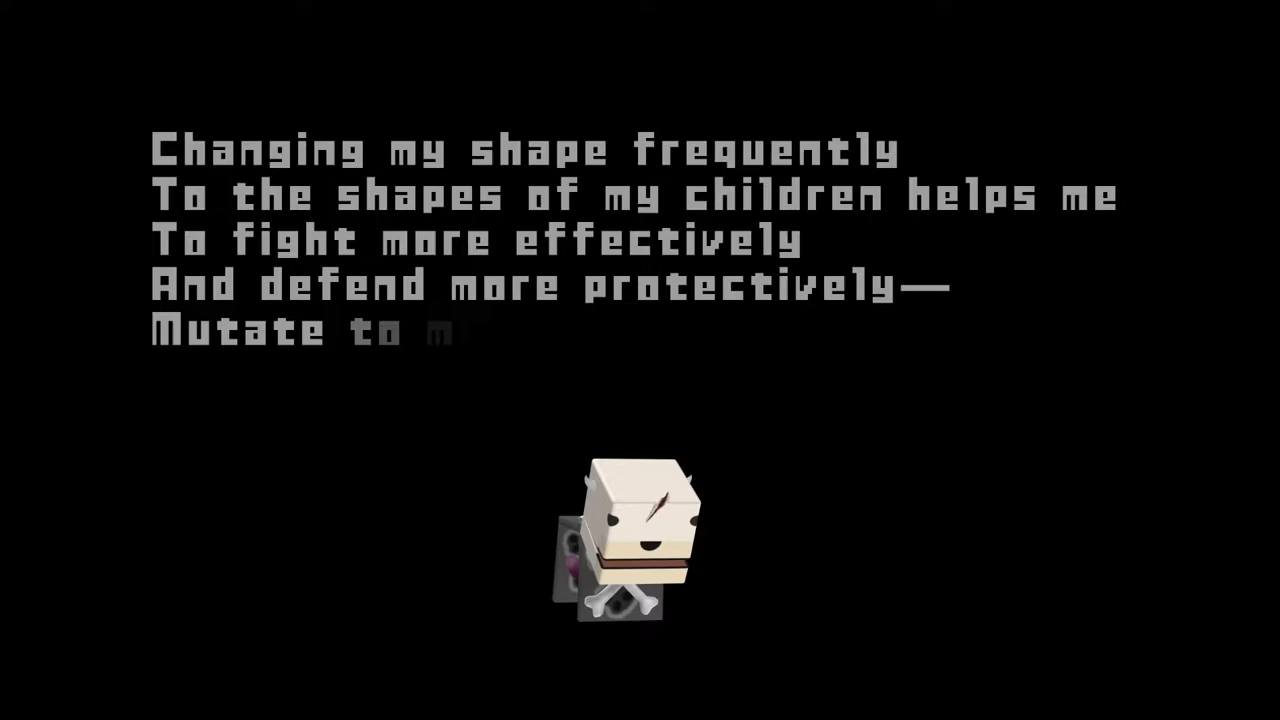 Changing my shape frequently
To the shapes of my children helps me
To fight more effectively
And defend more protectively—
Mutate to